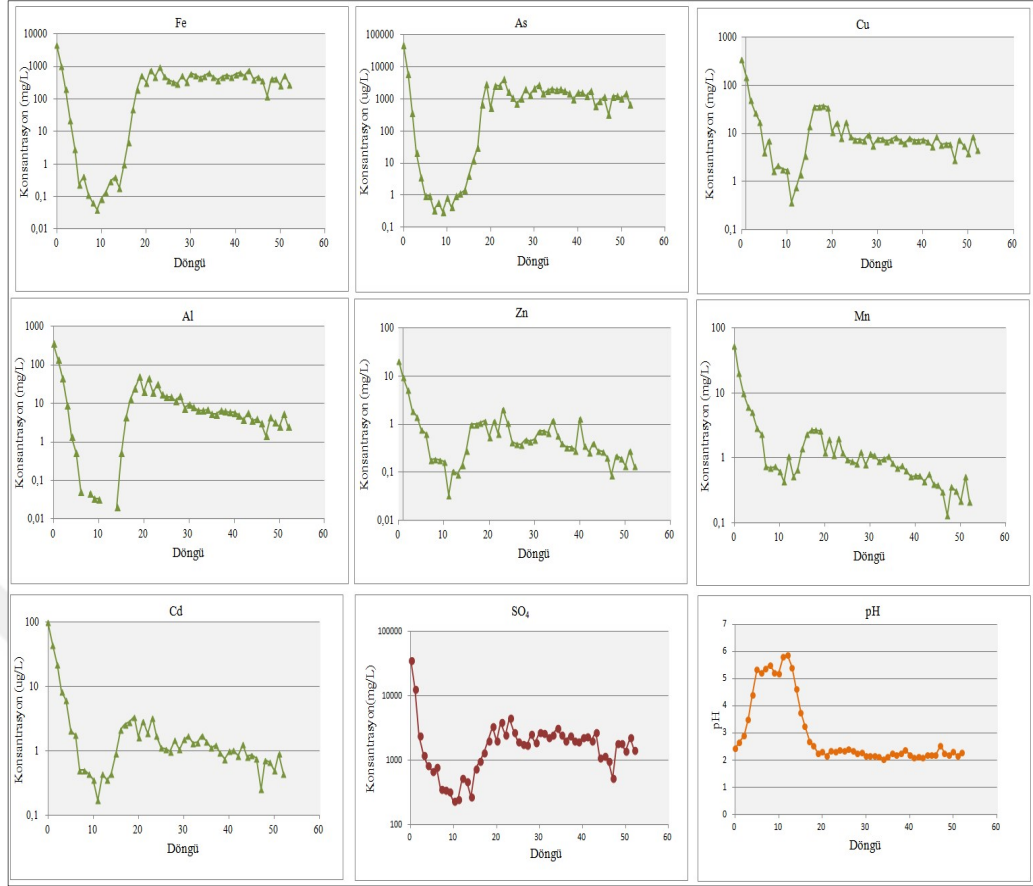 Fe
Konsantrasyon (mg/L)
10000
1000
100
10
1
0,1
0,01
0 10 20 30 40 50 60
Döngü
As
Konsantrasyon (ug/L)
100000
10000
1000
100
10
1
0,1
0 10 20 30 40 50 60
Döngü
Cu
Konsantrasyon (mg/L)
1000
100
10
1
0,1
0 10 20 30 40 50 60
Döngü
Al
Konsantrasyon (mg/L)
1000
100
10
1
0,1
0,01
0 10 20 30 40 50 60
Döngü
Zn
Konsantrasyon (mg/L)
100
10
1
0,1
0,01
0 10 20 30 40 50 60
Döngü
Mn
Konsantrasyon (mg/L)
100
10
1
0,1
0 10 20 30 40 50 60
Döngü
Cd
Konsantrasyon (ug/L)
100
10
1
0,1
0 10 20 30 40 50 60
Döngü
SO₄
Konsantrasyon(mg/L)
100000
10000
1000
100
0 10 20 30 40 50 60
Döngü
pH
pH
7
6
5
4
3
2
1
0
0 10 20 30 40 50 60
Döngü